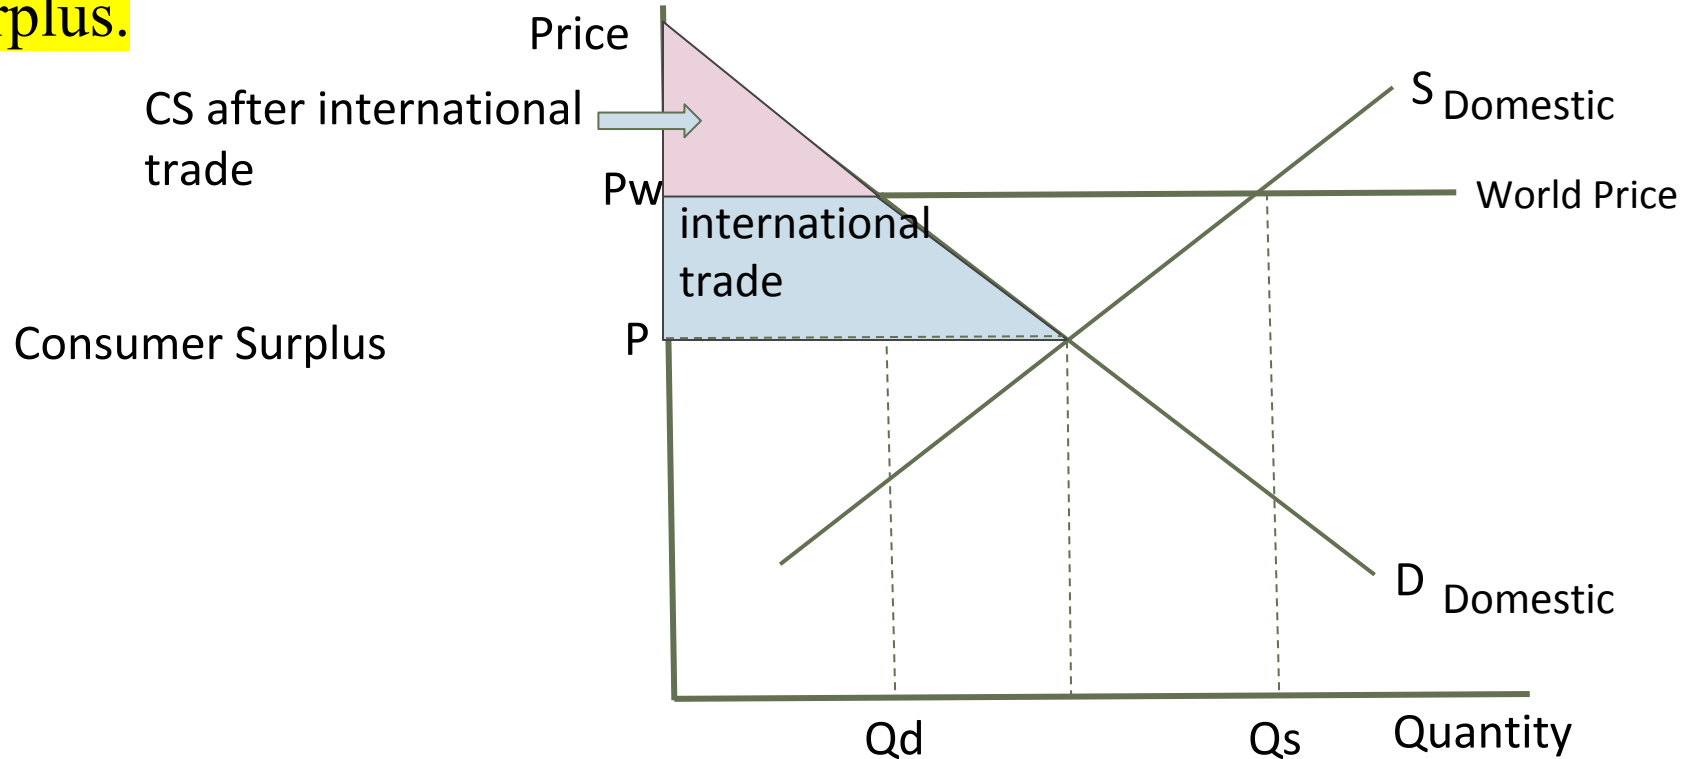 rplus.
Price
CS after international
trade
S Domestic
Pw
World Price
international
trade
Consumer Surplus
P
D Domestic
Qd
Qs
Quantity